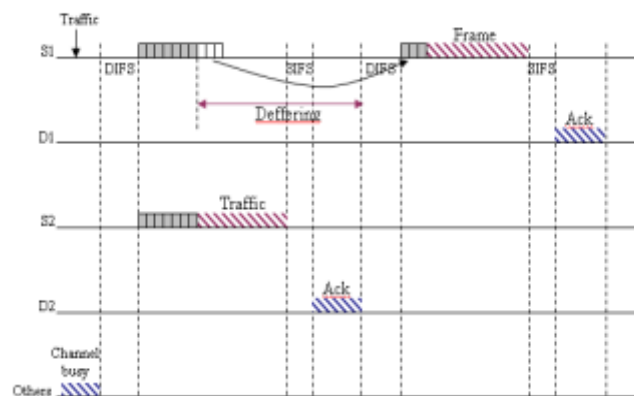 Traffic
S1
Frame
DIFS
SIFS
DIFS
SIFS
Deffering
D1
Ack
S2
Traffic
D2
Ack
Channel
busy
Others